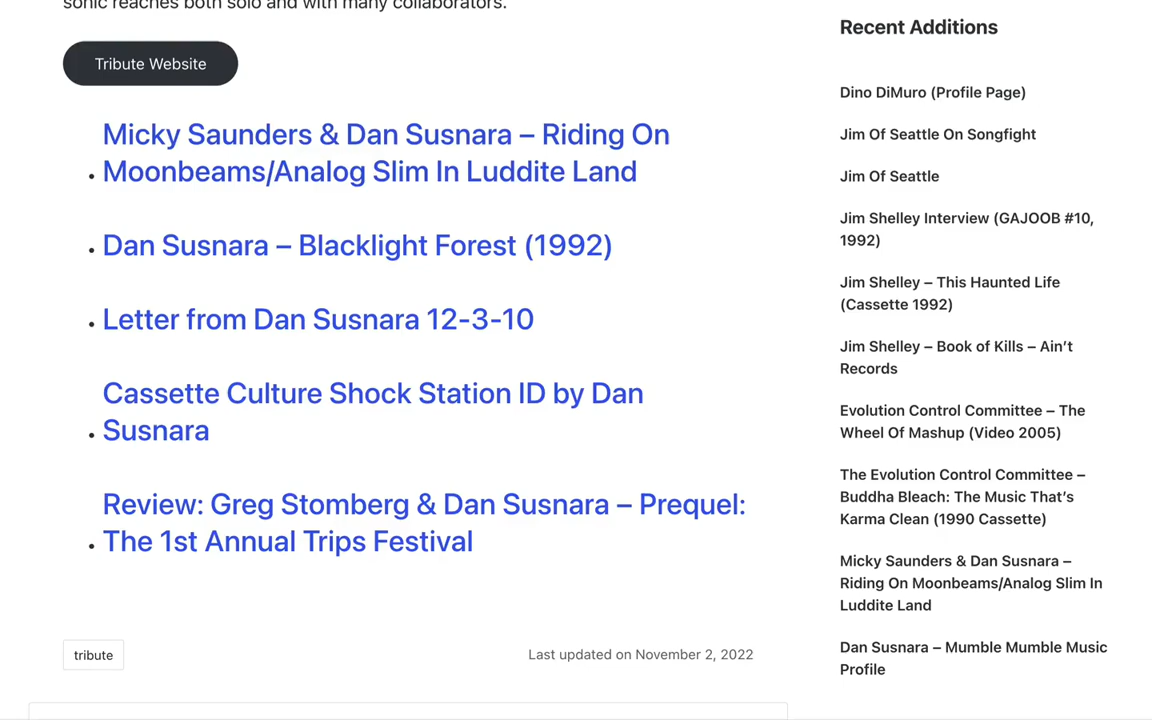 sonic reaches both solo and with many collaborators.
Tribute Website
Micky Saunders & Dan Susnara – Riding On
Moonbeams/Analog Slim In Luddite Land
Dan Susnara – Blacklight Forest (1992)
Letter from Dan Susnara 12-3-10
Cassette Culture Shock Station ID by Dan
Susnara
Review: Greg Stomberg & Dan Susnara – Prequel:
The 1st Annual Trips Festival
tribute
Last updated on November 2, 2022
Recent Additions
Dino DiMuro (Profile Page)
Jim Of Seattle On Songfight
Jim Of Seattle
Jim Shelley Interview (GAJOOB #10,
1992)
Jim Shelley – This Haunted Life
(Cassette 1992)
Jim Shelley – Book of Kills – Ain’t
Records
Evolution Control Committee – The
Wheel Of Mashup (Video 2005)
The Evolution Control Committee –
Buddha Bleach: The Music That’s
Karma Clean (1990 Cassette)
Micky Saunders & Dan Susnara –
Riding On Moonbeams/Analog Slim In
Luddite Land
Dan Susnara – Mumble Mumble Music
Profile